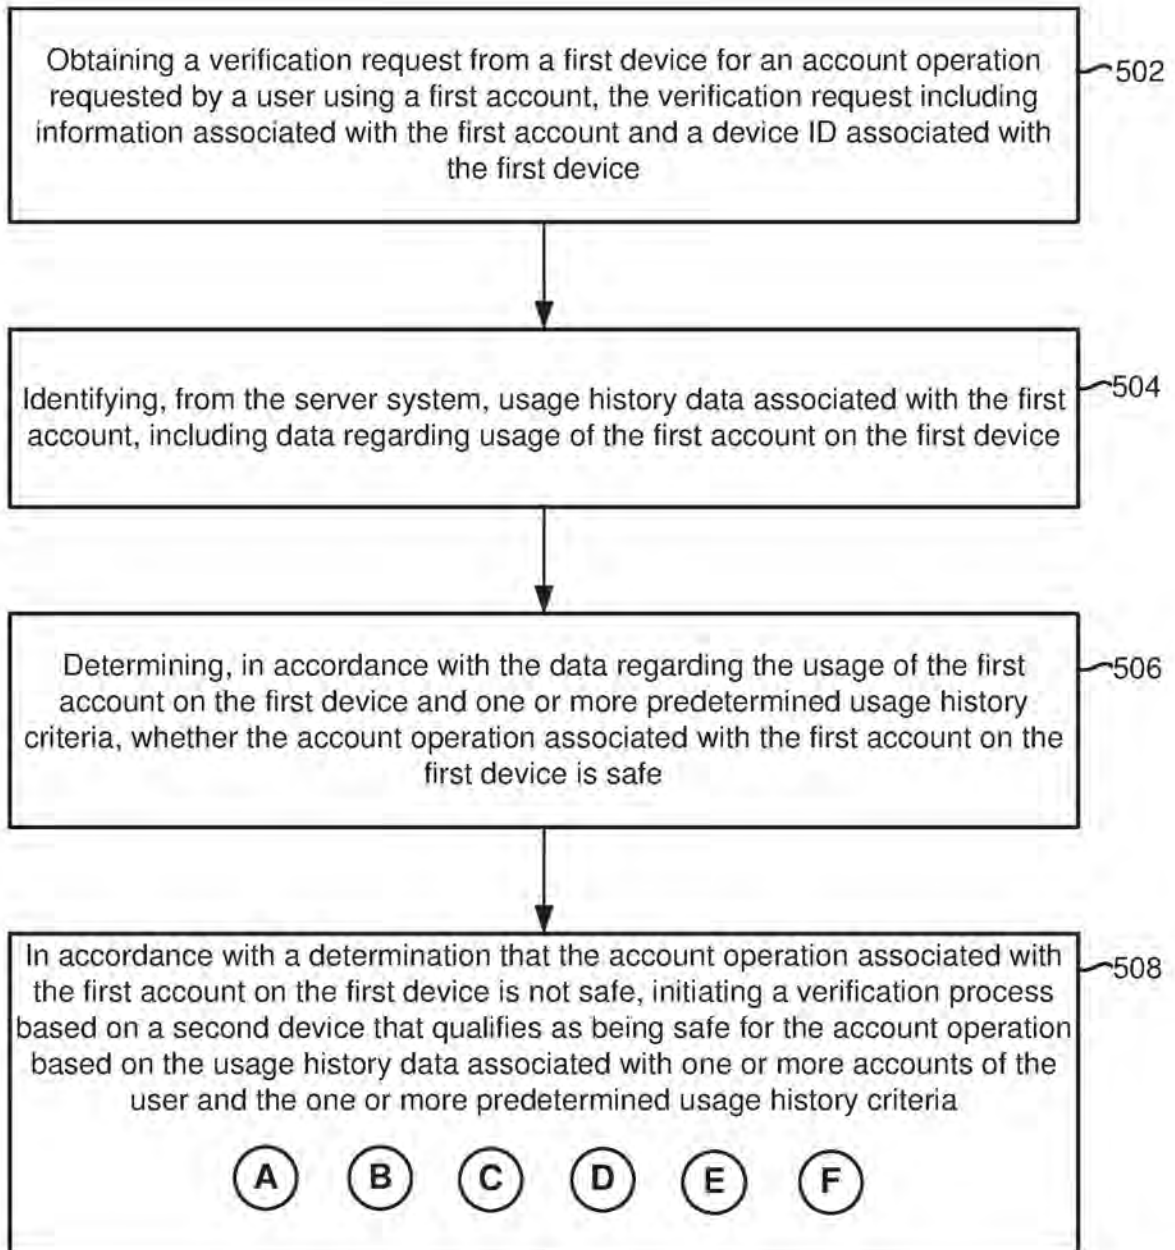 Obtaining a verification request from a first device for an account operation
requested by a user using a first account, the verification request including
information associated with the first account and a device ID associated with
the first device
502
Identifying, from the server system, usage history data associated with the first
account, including data regarding usage of the first account on the first device
504
Determining, in accordance with the data regarding the usage of the first
account on the first device and one or more predetermined usage history
criteria, whether the account operation associated with the first account on the
first device is safe
506
In accordance with a determination that the account operation associated with
the first account on the first device is not safe, initiating a verification process
based on a second device that qualifies as being safe for the account operation
based on the usage history data associated with one or more accounts of the
user and the one or more predetermined usage history criteria
508
A B C D E F